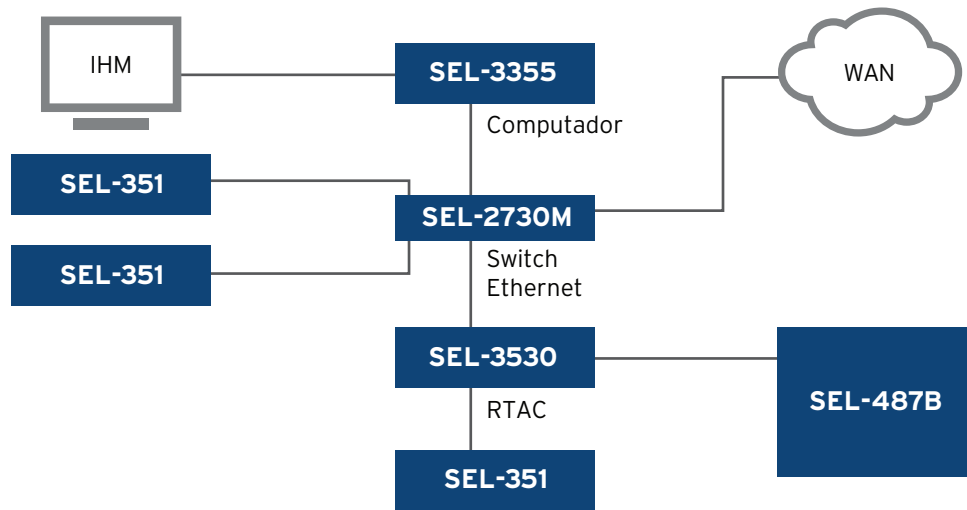 IHM
SEL-3355
WAN
Computador
SEL-351
SEL-2730M
SEL-351
Switch
Ethernet
SEL-3530
SEL-487B
RTAC
SEL-351